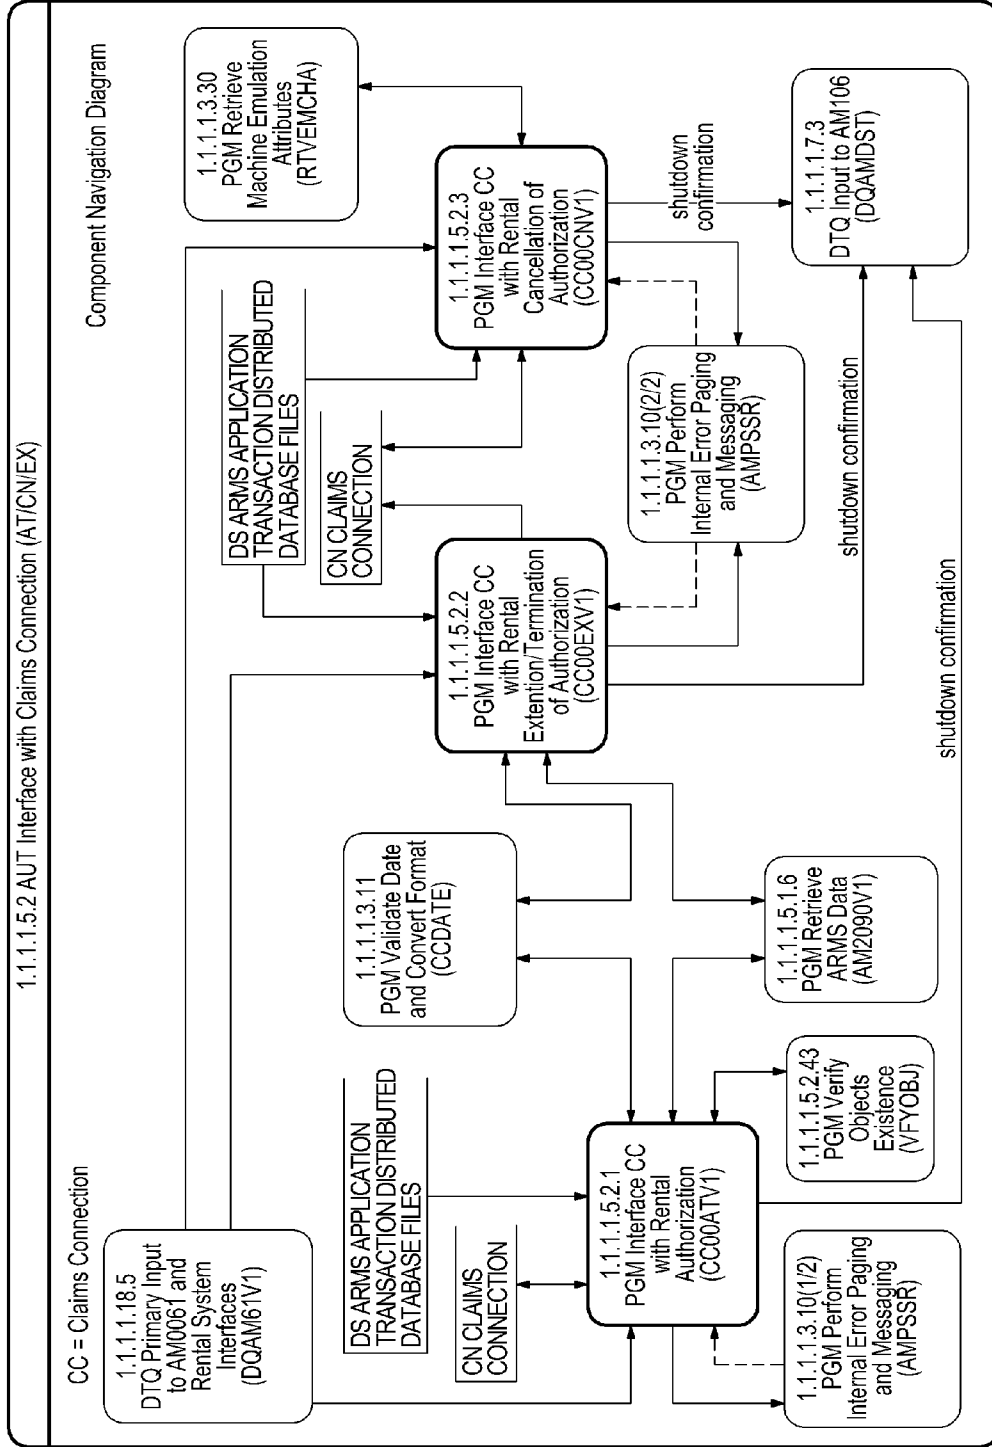 1.1.1.1.5.2 AUT Interface with Claims Connection (AT/CN/EX)
CC = Claims Connection
Component Navigation Diagram
1.1.1.1.18.5
DTQ Primary Input
to AM0061 and
Rental System
Interfaces
(DQAM61V1)
1.1.1.1.3.30
PGM Retrieve
Machine Emulation
Attributes
(RTVEMCHA)
DS ARMS APPLICATION
TRANSACTION DISTRIBUTED
DATABASE FILES
CN CLAIMS
CONNECTION
DS ARMS APPLICATION
TRANSACTION DISTRIBUTED
DATABASE FILES
CN CLAIMS
CONNECTION
1.1.1.1.3.11
PGM Validate Date
and Convert Format
(CCDATE)
1.1.1.1.5.2.2
PGM Interface CC
with Rental
Extention/Termination
of Authorization
(CC00EXV1)
1.1.1.1.5.2.3
PGM Interface CC
with Rental
Cancellation of
Authorization
(CC00CNV1)
1.1.1.1.5.2.1
PGM Interface CC
with Rental
Authorization
(CC00ATV1)
1.1.1.1.3.10(2/2)
PGM Perform
Internal Error Paging
and Messaging
(AMPSSR)
shutdown
confirmation
1.1.1.1.3.10(1/2)
PGM Perform
Internal Error Paging
and Messaging
(AMPSSR)
1.1.1.1.5.2.43
PGM Verify
Objects
Existence
(VFYOBJ)
1.1.1.1.5.1.6
PGM Retrieve
ARMS Data
(AM2090V1)
shutdown confirmation
1.1.1.1.7.3
DTQ Input to AM106
(DQAMDST)
shutdown confirmation